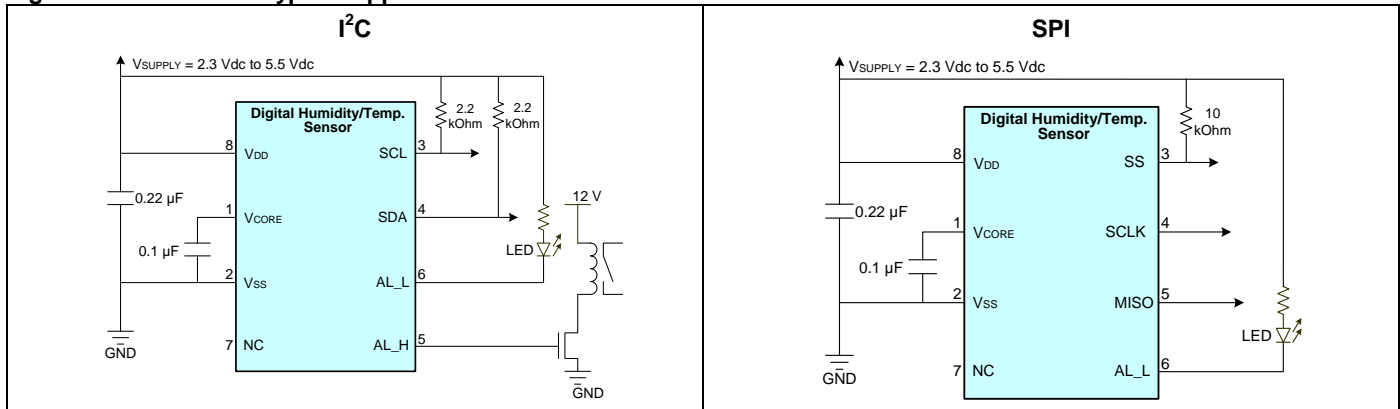 I²C
VSUPPLY = 2.3 Vdc to 5.5 Vdc
Digital Humidity/Temp.
Sensor
2.2
kOhm
2.2
kOhm
8 VDD
SCL 3
0.22 µF
12 V
1 VCORE
SDA 4
0.1 µF
LED
2 VSS
AL_L 6
7 NC
AL_H 5
GND
GND
SPI
VSUPPLY = 2.3 Vdc to 5.5 Vdc
Digital Humidity/Temp.
Sensor
10
kOhm
8 VDD
SS 3
0.22 µF
1 VCORE
SCLK 4
0.1 µF
2 VSS
MISO 5
LED
7 NC
AL_L 6
GND